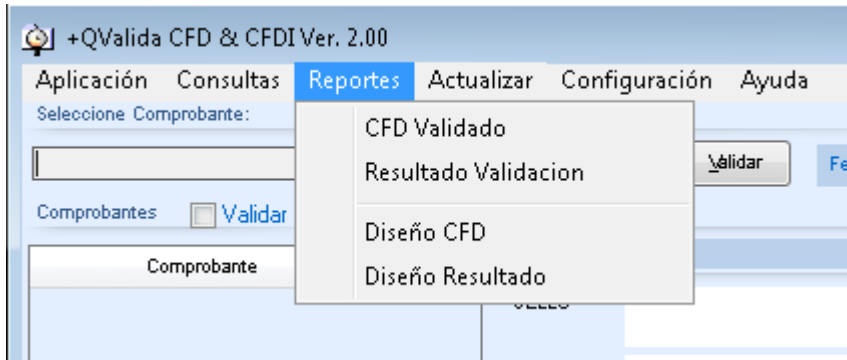 +QValida CFD & CFDI Ver. 2.00
Aplicación Consultas Reportes Actualizar Configuración Ayuda
Seleccione Comprobante:
CFD Validado
Resultado Validacion
Validar
Comprobantes Validar
Diseño CFD
Comprobante
Diseño Resultado